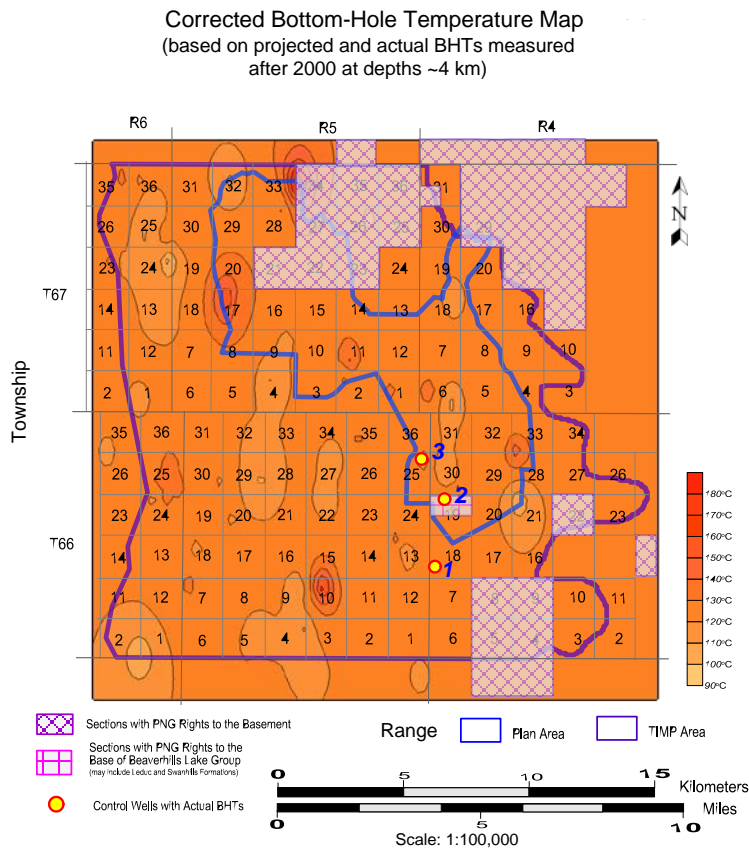 Corrected Bottom-Hole Temperature Map
(based on projected and actual BHTs measured
after 2000 at depths ~4 km)
R6 R5 R4
35 36 31 32 33 34 35 36 31
26 25 30 29 28 27 26 25 30 29
23 24 19 20 21 22 23 24 19 20 21
T67
14 13 18 17 16 15 14 13 18 17 16
11 12 7 8 9 10 11 12 7 8 9 10
2 1 6 5 4 3 2 1 6 5 4 3
Township
35 36 31 32 33 34 35 36 31 32 33 34
3
26 25 30 29 28 27 26 25 30 29 28 27 26
2
23 24 19 20 21 22 23 24 19 20 21 22 23
T66
14 13 18 17 16 15 14 13 18 17 16
1
11 12 7 8 9 10 11 12 7 8 9 10 11
2 1 6 5 4 3 2 1 6 5 4 3 2
N
180°C
170°C
160°C
150°C
140°C
130°C
120°C
110°C
100°C
90°C
Sections with PNG Rights to the Basement
Sections with PNG Rights to the
Base of Beaverhills Lake Group
(may include Leduc and Swanhills Formations)
Control Wells with Actual BHTs
Range
Plan Area
TIMP Area
0 5 10 15
Kilometers
Miles
0 5 10
Scale: 1:100,000